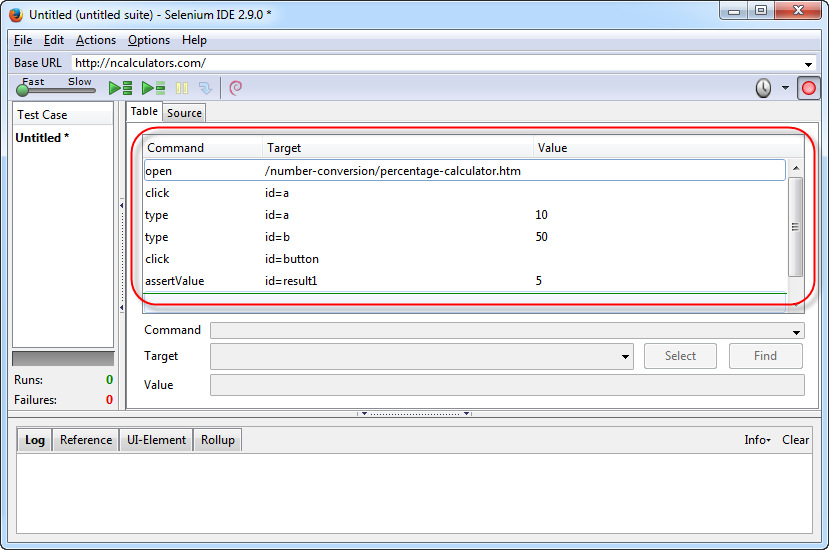 Untitled (untitled suite) - Selenium IDE 2.9.0 *
File Edit Actions Options Help
Base URL http://ncalculators.com/
Fast Slow
Test Case
Untitled *
Runs: 0
Failures: 0
Table Source
Command Target Value
open /number-conversion/percentage-calculator.htm
click id=a
type id=a 10
type id=b 50
click id=button
assertValue id=result1 5
Command
Target Select Find
Value
Log Reference UI-Element Rollup Info Clear